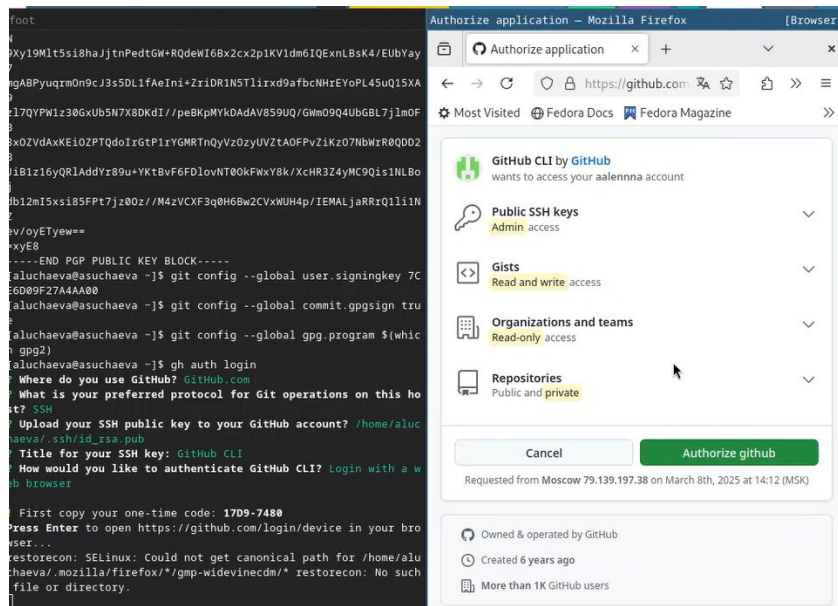 foot
N
9Xy19Mlt5si8haJjtnPedtGW+RQdeWI6Bx2cx2p1KV1dm6IQExnLBsK4/EUbYay
7
ngABPyuqrmOn9cJ3s5DL1fAeIni+ZriDR1N5Tlirxd9afbcNHrEYoPL45uQ15XA
9
zl7QYPW1z30GxUb5N7X8DKdI//peBKpMYkDAdAV859UQ/GWmO9Q4UbGBL7jlmOF
8
3xOZVdAxKEiOZPTQdoIrGtP1rYGMRTnQyVzOzyUVZtAOFPvZiKzO7NbWrR0QDD2
3
JiB1z16yQRlAddYr89u+YKtBvF6FDlovNT0OkFWxY8k/XcHR3Z4yMC9Qis1NLBo
j
db12mI5xsi85FPt7jz0Oz//M4zVCXF3q0H6Bw2CVxWUH4p/IEMALjaRRrQ1li1N
Z
ev/oyETyew==
=xyE8
-----END PGP PUBLIC KEY BLOCK-----
[aluchaeva@asuchaeva ~]$ git config --global user.signingkey 7C
E6D09F27A4AA00
[aluchaeva@asuchaeva ~]$ git config --global commit.gpgsign tru
e
[aluchaeva@asuchaeva ~]$ git config --global gpg.program $(whic
h gpg2)
[aluchaeva@asuchaeva ~]$ gh auth login
? Where do you use GitHub? GitHub.com
? What is your preferred protocol for Git operations on this ho
st? SSH
? Upload your SSH public key to your GitHub account? /home/aluc
haeva/.ssh/id_rsa.pub
? Title for your SSH key: GitHub CLI
? How would you like to authenticate GitHub CLI? Login with a w
eb browser
! First copy your one-time code: 17D9-7480
Press Enter to open https://github.com/login/device in your bro
wser...
restorecon: SELinux: Could not get canonical path for /home/alu
chaeva/.mozilla/firefox/*/gmp-widevinecdm/* restorecon: No such
file or directory.
Authorize application — Mozilla Firefox [Browser
Authorize application
https://github.com
Most Visited Fedora Docs Fedora Magazine
GitHub CLI by GitHub
wants to access your aalennna account
Public SSH keys
Admin access
Gists
Read and write access
Organizations and teams
Read-only access
Repositories
Public and private
Cancel Authorize github
Requested from Moscow 79.139.197.38 on March 8th, 2025 at 14:12 (MSK)
Owned & operated by GitHub
Created 6 years ago
More than 1K GitHub users